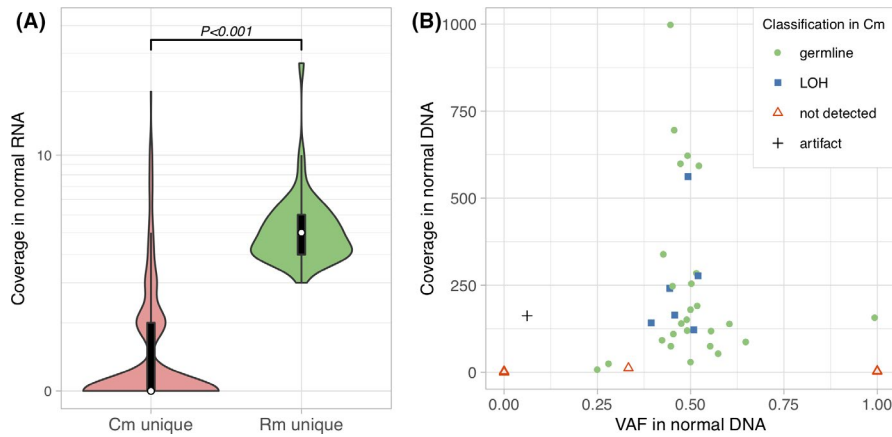 (A)
P<0.001
Coverage in normal RNA
10
0
Cm unique
Rm unique
(B)
Coverage in normal DNA
1000
750
500
250
0
0.00
0.25
0.50
0.75
1.00
VAF in normal DNA
Classification in Cm
germline
LOH
not detected
artifact